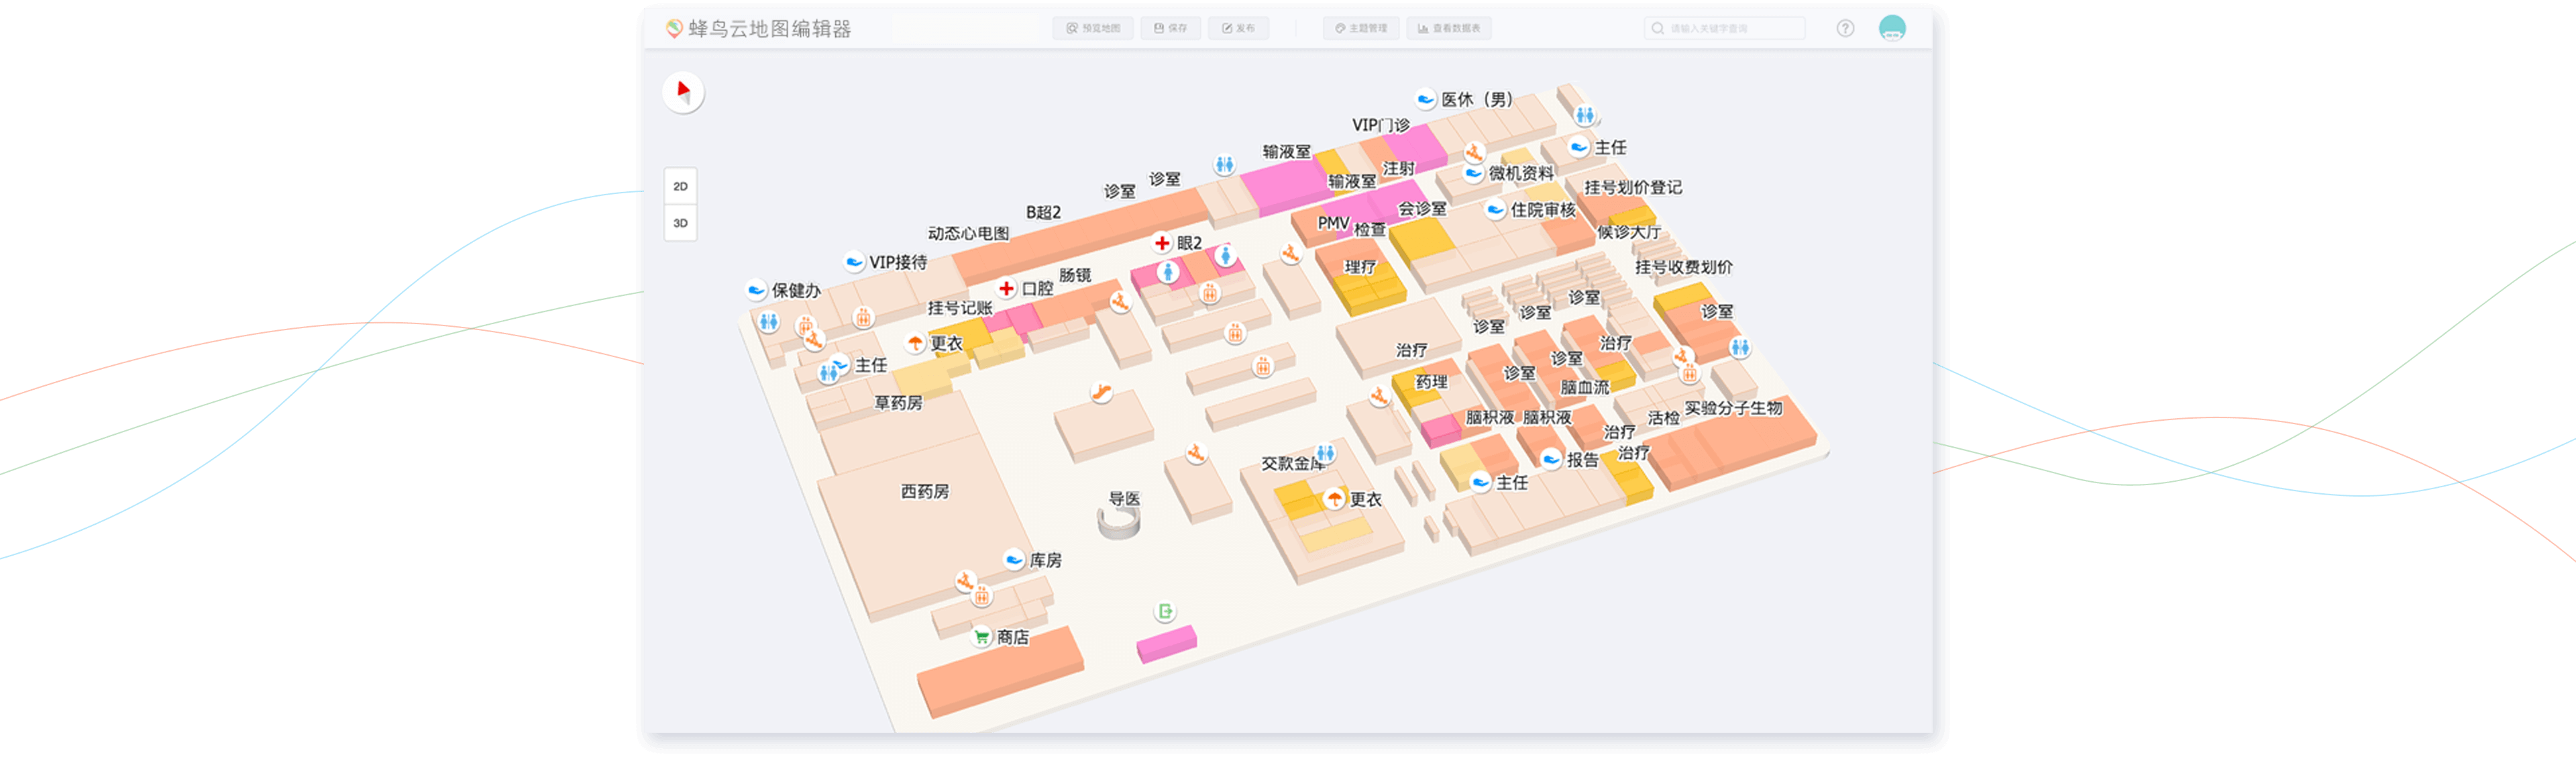 蜂鸟云地图编辑器
预览地图
保存
发布
主题管理
查看数据表
请输入关键字查询
2D
3D
医休（男）
VIP门诊
输液室
主任
注射
微机资料
诊室
诊室
输液室
挂号划价登记
B超2
会诊室
住院审核
动态心电图
PMV
检查
候诊大厅
眼2
VIP接待
肠镜
理疗
挂号收费划价
保健办
口腔
挂号记账
诊室
诊室
诊室
诊室
更衣
治疗
治疗
主任
诊室
诊室
药理
脑血流
草药房
脑积液
脑积液
活检
实验分子生物
治疗
治疗
交款金库
报告
主任
西药房
导医
更衣
库房
商店